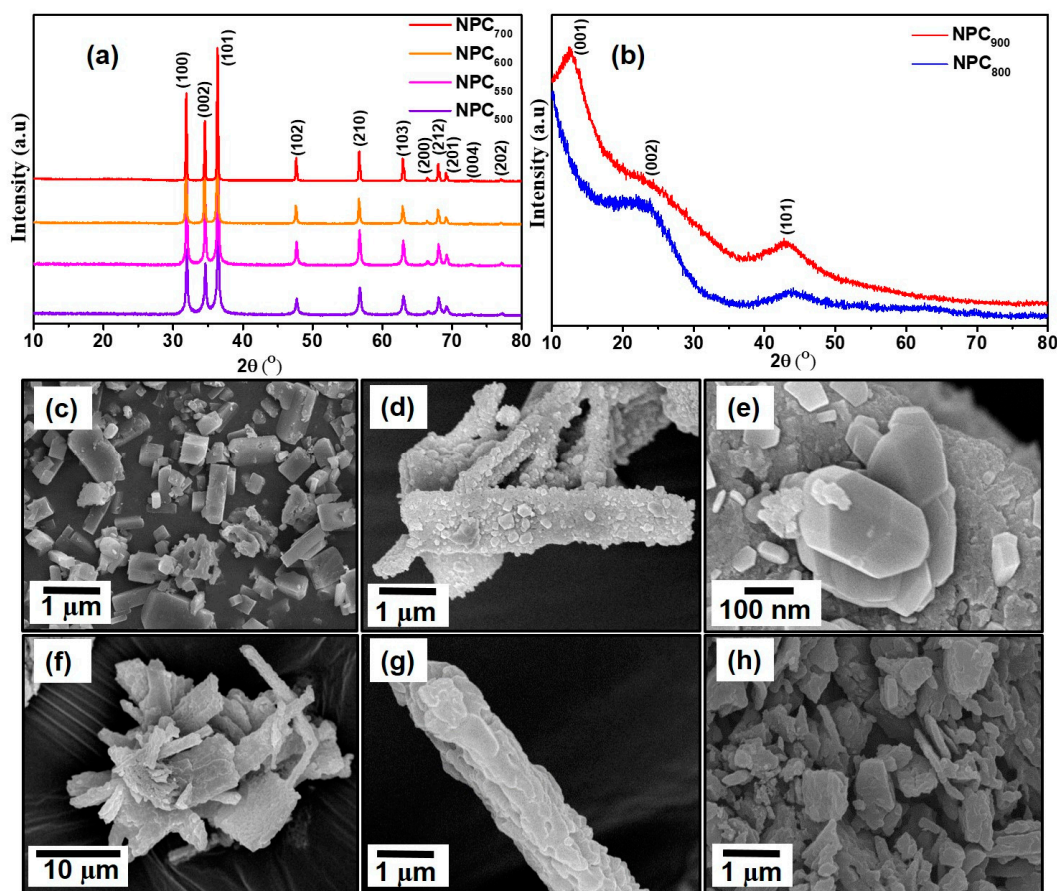 (a)
NPC700
NPC600
NPC550
NPC500
(100)
(002)
(101)
(102)
(210)
(103)
(200)
(212)
(201)
(004)
(202)
Intensity (a.u)
10 20 30 40 50 60 70 80
2θ (O)
(b)
NPC900
NPC800
(001)
(002)
(101)
Intensity (a.u)
10 20 30 40 50 60 70 80
2θ (O)
(c)
1 μm
(d)
1 μm
(e)
100 nm
(f)
10 μm
(g)
1 μm
(h)
1 μm